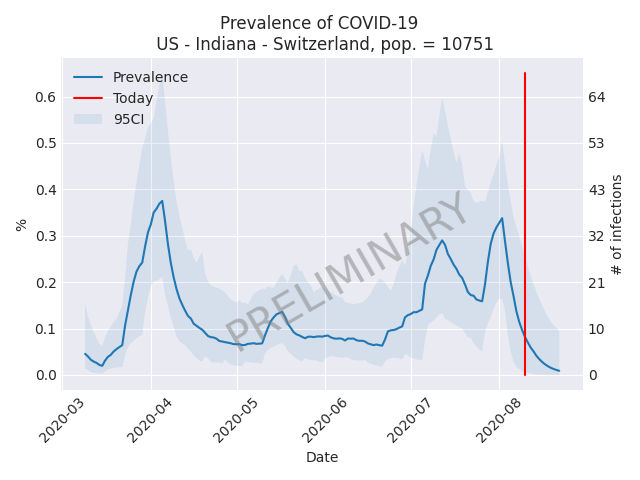 Prevalence of COVID-19
US - Indiana - Switzerland, pop. = 10751
Prevalence
Today
95CI
PRELIMINARY
%
0.6
0.5
0.4
0.3
0.2
0.1
0.0
64
53
43
32
21
10
0
# of infections
2020-03
2020-04
2020-05
2020-06
2020-07
2020-08
Date